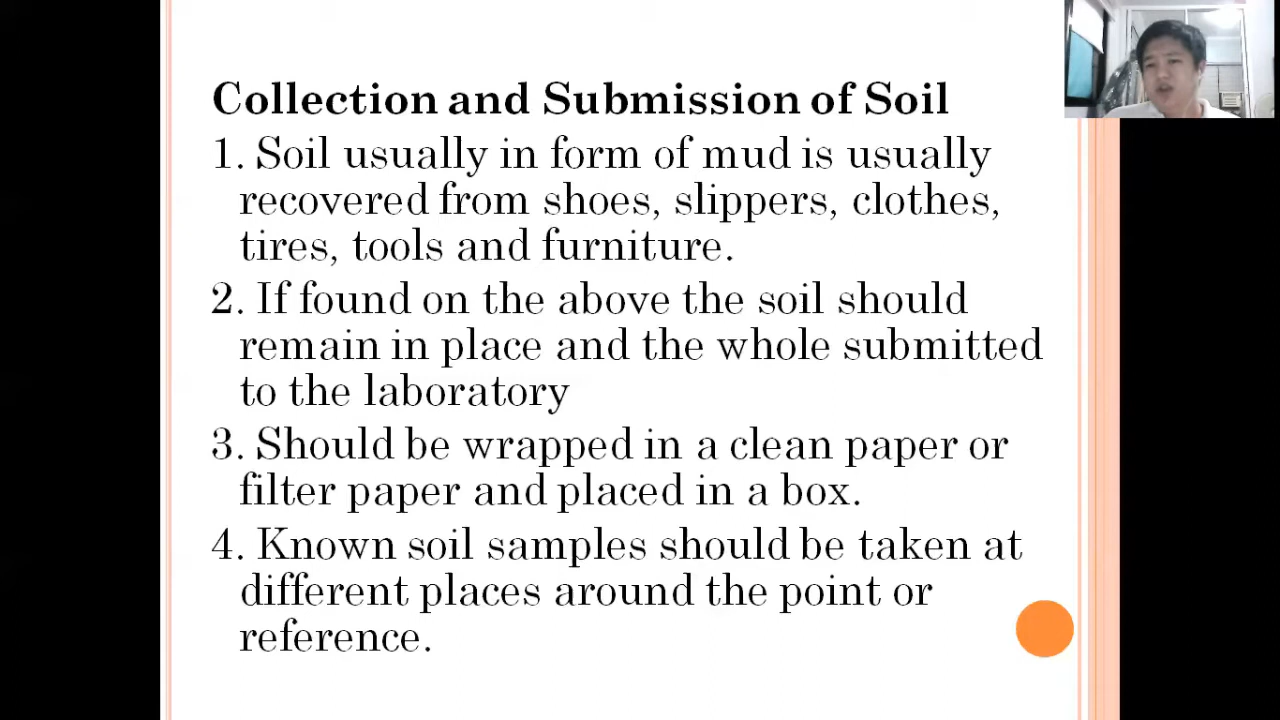 Collection and Submission of Soil
1. Soil usually in form of mud is usually
recovered from shoes, slippers, clothes,
tires, tools and furniture.
2. If found on the above the soil should
remain in place and the whole submitted
to the laboratory
3. Should be wrapped in a clean paper or
filter paper and placed in a box.
4. Known soil samples should be taken at
different places around the point or
reference.